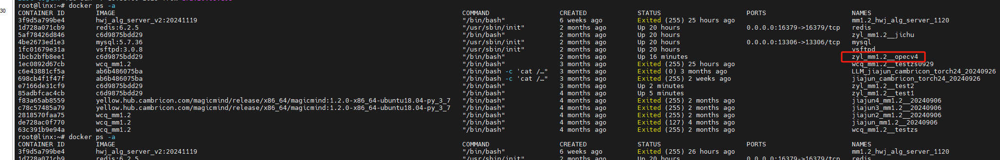 30
root@linx:~# docker ps -a
CONTAINER ID IMAGE COMMAND CREATED STATUS PORTS NAMES
3f9d5a799be4 hwj_alg_server_v2:20241119 "/bin/bash" 6 weeks ago Exited (255) 25 hours ago mm1.2_hwj_alg_server_1120
1d728a071cb9 redis:6.2.5 "/usr/sbin/init" 2 months ago Up 20 hours 0.0.0.0:16379->16379/tcp redis
5af78426d846 c6d9875bdd29 "/bin/bash" 2 months ago Up 20 hours zyl_mm1.2__jichu
4be2673ed1e3 mysql:5.7.36 "/usr/sbin/init" 2 months ago Up 20 hours 0.0.0.0:13306->13306/tcp mysql
1fc01679e31a vsftpd:3.0.8 "/usr/sbin/init" 2 months ago Up 20 hours vsftpd
1bcb2bfb8ee1 c6d9875bdd29 "/bin/bash" 2 months ago Up 16 minutes zyl_mm1.2__opecv4
1ec0892d67cb wcq_mm1.2 "/bin/bash" 3 months ago Exited (255) 25 hours ago wcq_mm1.2__testzs0929
c6e43881cf5a ab6b486075ba "/bin/bash -c 'cat /…" 3 months ago Exited (0) 3 months ago LLM_jiajun_cambricon_torch24_20240926
698cb4f1f47f ab6b486075ba "/bin/bash -c 'cat /…" 3 months ago Exited (255) 2 weeks ago jiajun_cambricon_torch24_20240926
e7166de31cf9 c6d9875bdd29 "/bin/bash" 3 months ago Up 2 minutes zyl_mm1.2__test2
85adbfcac4cb c6d9875bdd29 "/bin/bash" 4 months ago Up 5 minutes zyl_mm1.2__test1
f83a65ab8559 yellow.hub.cambricon.com/magicmind/release/x86_64/magicmind:1.2.0-x86_64-ubuntu18.04-py_3_7 "/bin/bash" 4 months ago Exited (255) 2 months ago jiajun4_mm1.2__20240906
c78c57485a79 yellow.hub.cambricon.com/magicmind/release/x86_64/magicmind:1.2.0-x86_64-ubuntu18.04-py_3_7 "/bin/bash" 4 months ago Exited (255) 2 months ago jiajun3_mm1.2__20240906
2818570faa75 wcq_mm1.2 "/bin/bash" 4 months ago Exited (255) 2 months ago jiajun2_mm1.2__20240906
de728ac0f770 wcq_mm1.2 "/bin/bash" 4 months ago Exited (127) 4 months ago jiajun_mm1.2__20240906
63c391b9e94a wcq_mm1.2 "/bin/bash" 4 months ago Exited (255) 2 months ago wcq_mm1.2__testzs
root@linx:~# docker ps -a
CONTAINER ID IMAGE COMMAND CREATED STATUS PORTS NAMES
3f9d5a799be4 hwj_alg_server_v2:20241119 "/bin/bash" 6 weeks ago Exited (255) 26 hours ago mm1.2_hwj_alg_server_1120
1d728a071cb9 redis:6.2.5 "/usr/sbin/init" 2 months ago Up 20 hours 0.0.0.0:16379->16379/tcp redis